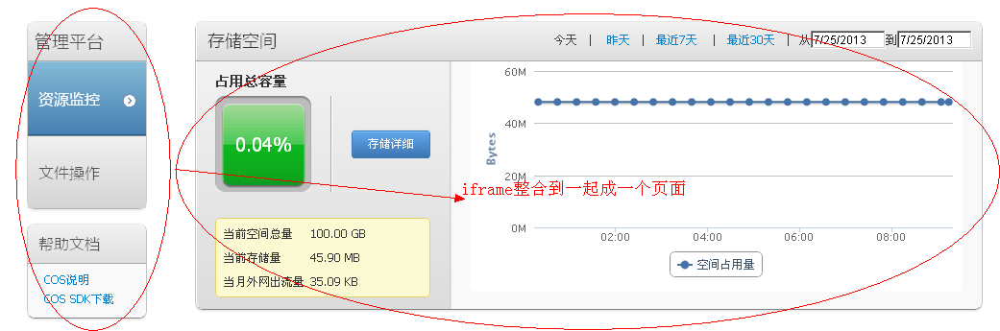 管理平台
资源监控
文件操作
帮助文档
COS说明
COS SDK下载
存储空间
今天 | 昨天 | 最近7天 | 最近30天 | 从 7/25/2013 到 7/25/2013
占用总容量
0.04%
存储详细
当前空间总量 100.00 GB
当前存储量 45.90 MB
当月外网出流量 35.09 KB
60M
40M
20M
0M
Bytes
02:00 04:00 06:00 08:00
空间占用量
iframe整合到一起成一个页面